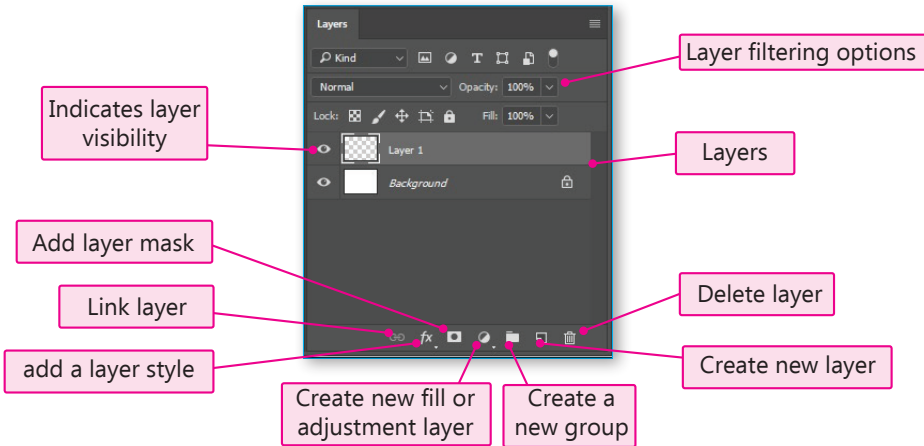 Layers
Kind
Normal
Opacity: 100%
Lock:
Fill: 100%
Layer 1
Background
fx
T
Layer filtering options
Indicates layer
visibility
Layers
Add layer mask
Link layer
add a layer style
Create new fill or
adjustment layer
Create a
new group
Delete layer
Create new layer